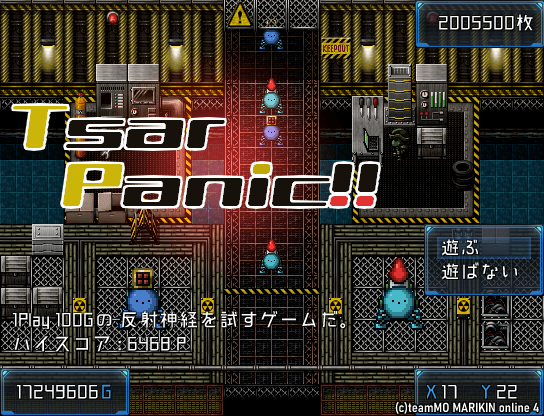 2005500枚
KEEPOUT
Tsar
Panic!!
遊ぶ
遊ばない
1Play 100Gの 反射神経を試すゲームだ。
ハイスコア : 6468 P
17249606G
X 17 Y 22
(c)teamMO MARIKIN online 4